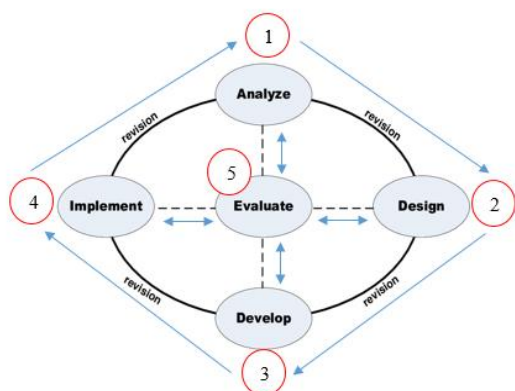 1
Analyze
revision
revision
5
4
Implement
Evaluate
Design
2
revision
revision
Develop
3